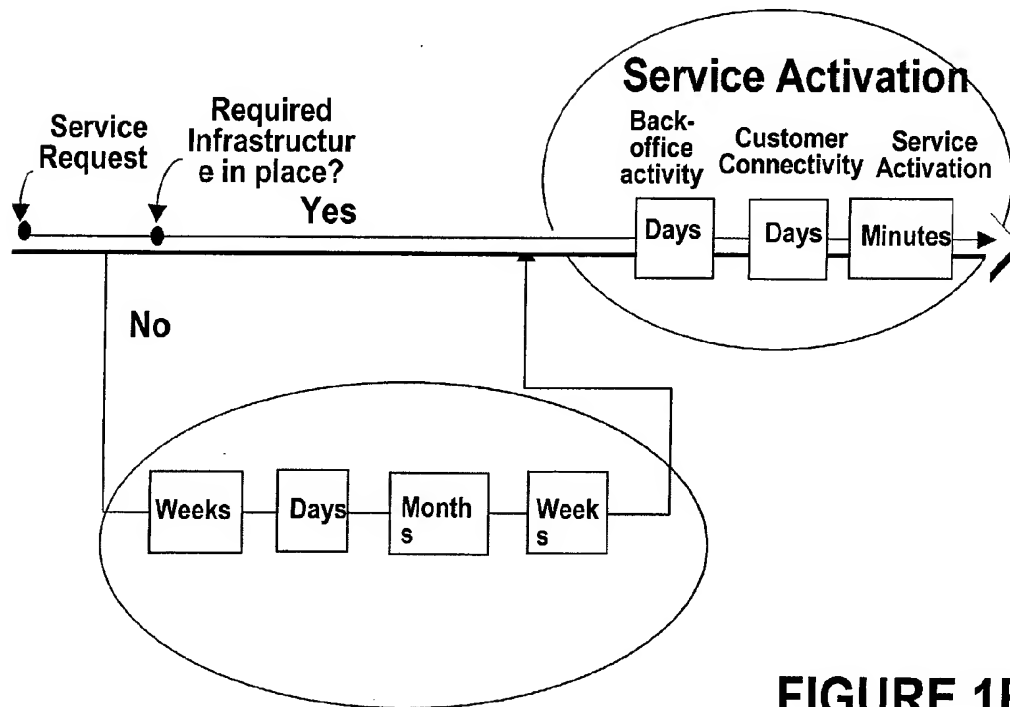 Service Activation
Service
Request
Required
Infrastructur
e in place?
Back-
office
activity
Customer
Connectivity
Service
Activation
Yes
Days
Days
Minutes
No
Weeks
Days
Month
s
Week
s
FIGURE